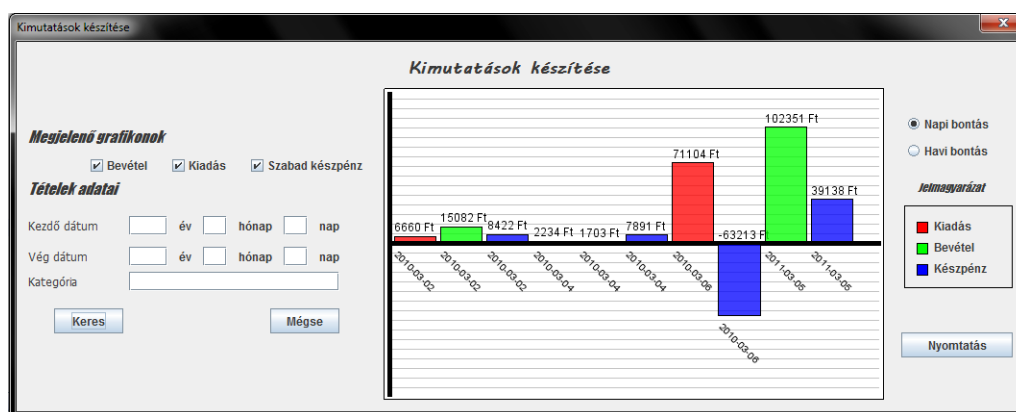 Kimutatások készítése
Kimutatások készítése
Megjelenő grafikonok
Bevétel Kiadás Szabad készpénz
Tételek adatai
Kezdő dátum év hónap nap
Vég dátum év hónap nap
Kategória
Keres Mégse
6660 Ft
15082 Ft
8422 Ft
2234 Ft
1703 Ft
7891 Ft
71104 Ft
-63213 Ft
102351 Ft
39138 Ft
2010-03-02
2010-03-02
2010-03-02
2010-03-04
2010-03-04
2010-03-04
2010-03-06
2010-03-06
2011-03-05
2011-03-05
Napi bontás
Havi bontás
Jelmagyarázat
Kiadás
Bevétel
Készpénz
Nyomtatás